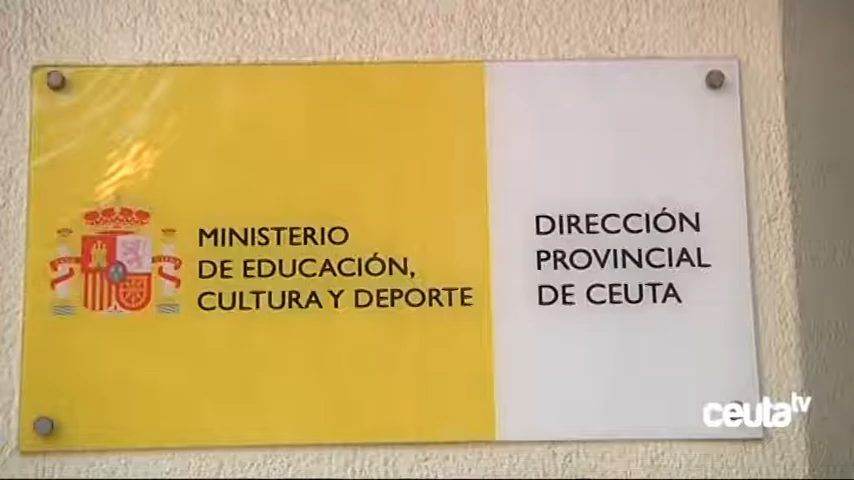 MINISTERIO
DE EDUCACIÓN,
CULTURA Y DEPORTE
DIRECCIÓN
PROVINCIAL
DE CEUTA
ceuta tv